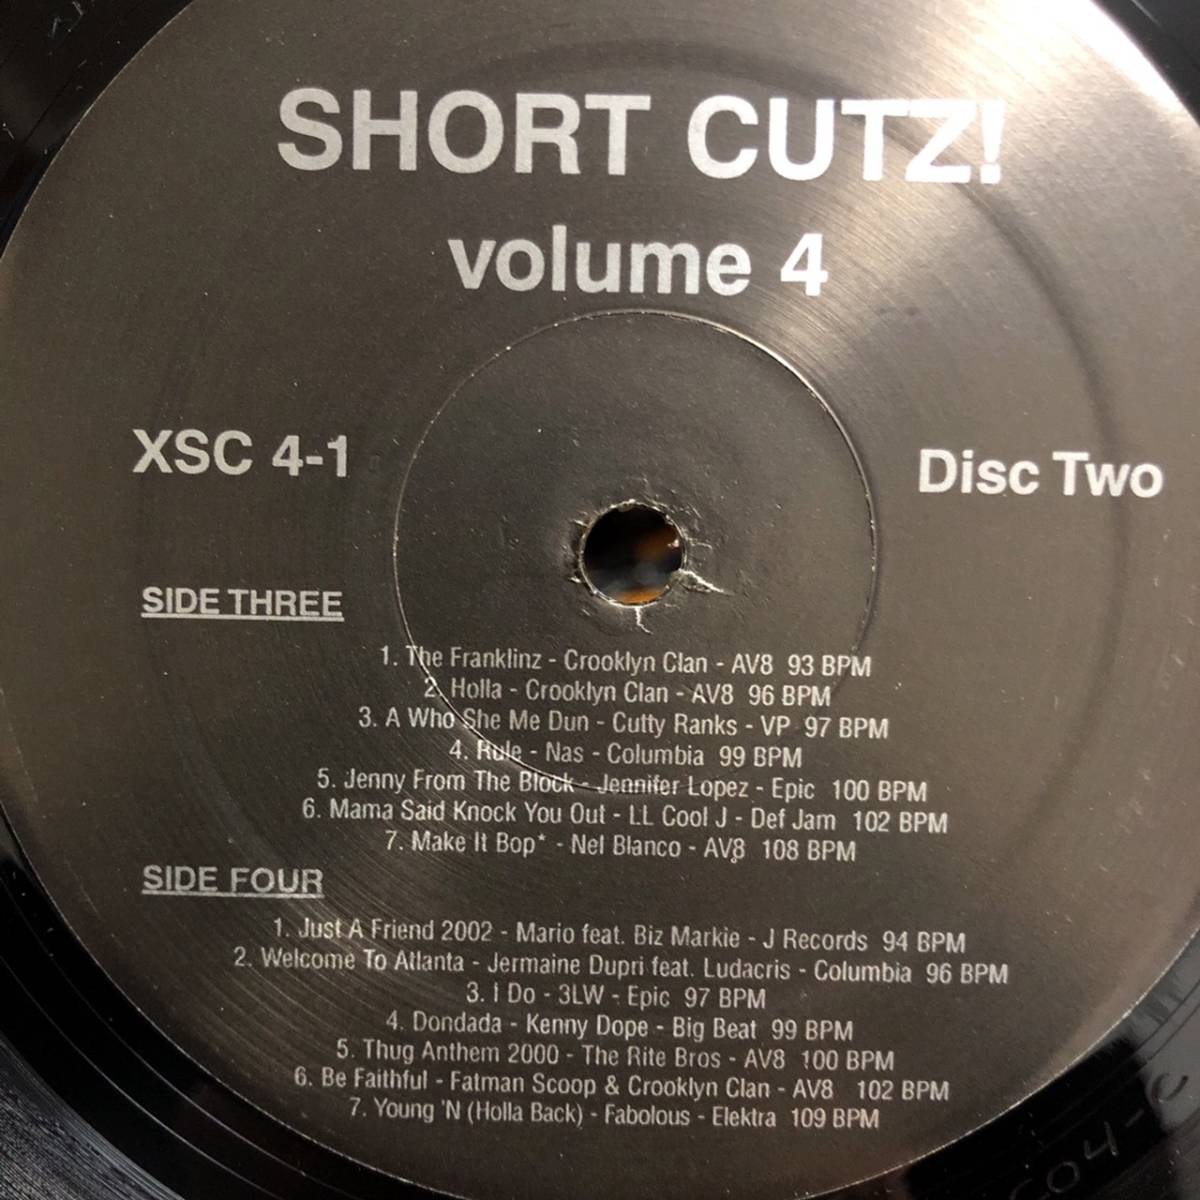 SHORT CUTZ!
volume 4
XSC 4-1
Disc Two
SIDE THREE
1. The Franklinz - Crooklyn Clan - AV8 93 BPM
2. Holla - Crooklyn Clan - AV8 96 BPM
3. A Who She Me Dun - Cutty Ranks - VP 97 BPM
4. Rule - Nas - Columbia 99 BPM
5. Jenny From The Block - Jennifer Lopez - Epic 100 BPM
6. Mama Said Knock You Out - LL Cool J - Def Jam 102 BPM
7. Make It Bop* - Nel Blanco - AV8 108 BPM
SIDE FOUR
1. Just A Friend 2002 - Mario feat. Biz Markie - J Records 94 BPM
2. Welcome To Atlanta - Jermaine Dupri feat. Ludacris - Columbia 96 BPM
3. I Do - 3LW - Epic 97 BPM
4. Dondada - Kenny Dope - Big Beat 99 BPM
5. Thug Anthem 2000 - The Rite Bros - AV8 100 BPM
6. Be Faithful - Fatman Scoop & Crooklyn Clan - AV8 102 BPM
7. Young 'N (Holla Back) - Fabolous - Elektra 109 BPM